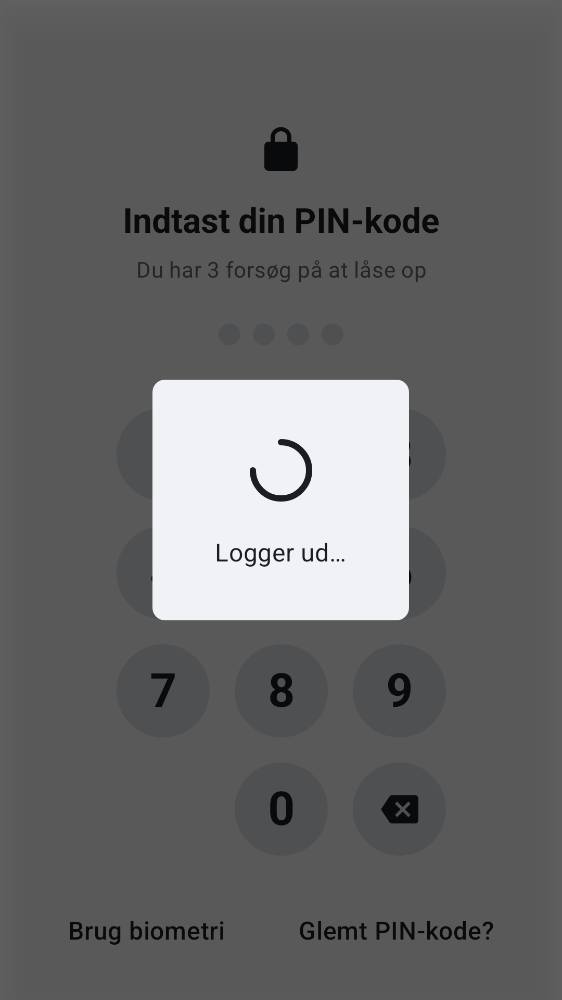 Indtast din PIN-kode
Du har 3 forsøg på at låse op
Logger ud...
7 8 9
0
Brug biometri Glemt PIN-kode?